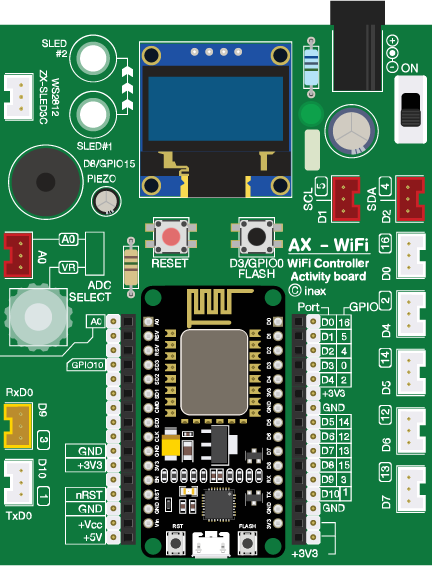 SLED
#2
WS2812
ZX-SLED3C
SLED#1
ON
D8/GPIO15
PIEZO
SCL
5
D1
SDA
4
D2
RESET
D3/GPIO0
FLASH
AX - WiFi
WiFi Controller
Activity board
© inex
A0
A0
VR
ADC
SELECT
16
D0
2
D4
14
D5
12
D6
13
D7
RxD0
D9
3
D10
1
TxD0
A0
GPIO10
GND
+3V3
nRST
GND
+Vcc
+5V
Port
GPIO
D0 16
D1 5
D2 4
D3 0
D4 2
+3V3
GND
D5 14
D6 12
D7 13
D8 15
D9 3
D10 1
GND
+3V3
A0
RSV
RSV
SD3
SD2
SD1
CMD
SD0
CLK
GND
3V3
EN
RST
GND
Vin
D0
D1
D2
D3
D4
3V3
GND
D5
D6
D7
D8
RX
TX
GND
3V3
RST
FLASH